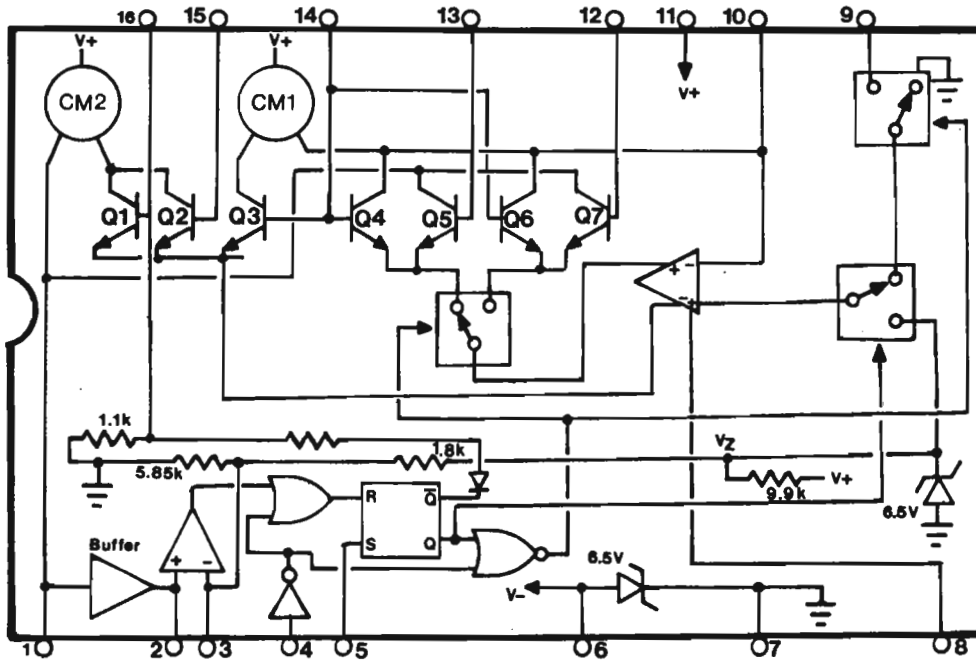 16 15 14 13 12 11 10 9
V+ V+
CM2 CM1
V+
Q1 Q2 Q3 Q4 Q5 Q6 Q7
+ −
−
1.1k
5.85k 1.8k
VZ
9.9k V+
6.5V
R Q̅
S Q
Buffer
+ −
6.5V
V-
1 2 3 4 5 6 7 8